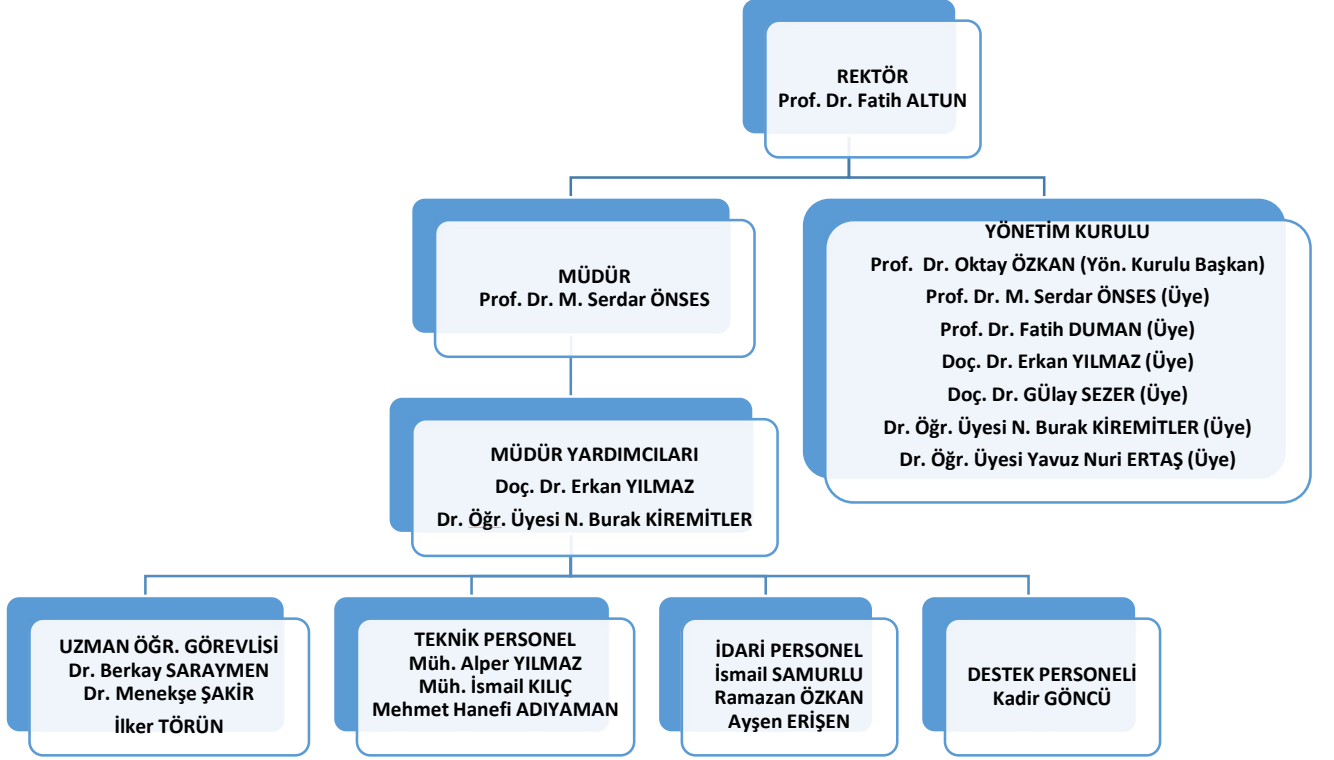 REKTÖR
Prof. Dr. Fatih ALTUN
MÜDÜR
Prof. Dr. M. Serdar ÖNSES
YÖNETİM KURULU
Prof. Dr. Oktay ÖZKAN (Yön. Kurulu Başkan)
Prof. Dr. M. Serdar ÖNSES (Üye)
Prof. Dr. Fatih DUMAN (Üye)
Doç. Dr. Erkan YILMAZ (Üye)
Doç. Dr. GÜlay SEZER (Üye)
Dr. Öğr. Üyesi N. Burak KİREMİTLER (Üye)
Dr. Öğr. Üyesi Yavuz Nuri ERTAŞ (Üye)
MÜDÜR YARDIMCILARI
Doç. Dr. Erkan YILMAZ
Dr. Öğr. Üyesi N. Burak KİREMİTLER
UZMAN ÖĞR. GÖREVLİSİ
Dr. Berkay SARAYMEN
Dr. Menekşe ŞAKİR
İlker TÖRÜN
TEKNİK PERSONEL
Müh. Alper YILMAZ
Müh. İsmail KILIÇ
Mehmet Hanefi ADIYAMAN
İDARİ PERSONEL
İsmail SAMURLU
Ramazan ÖZKAN
Ayşen ERİŞEN
DESTEK PERSONELİ
Kadir GÖNCÜ